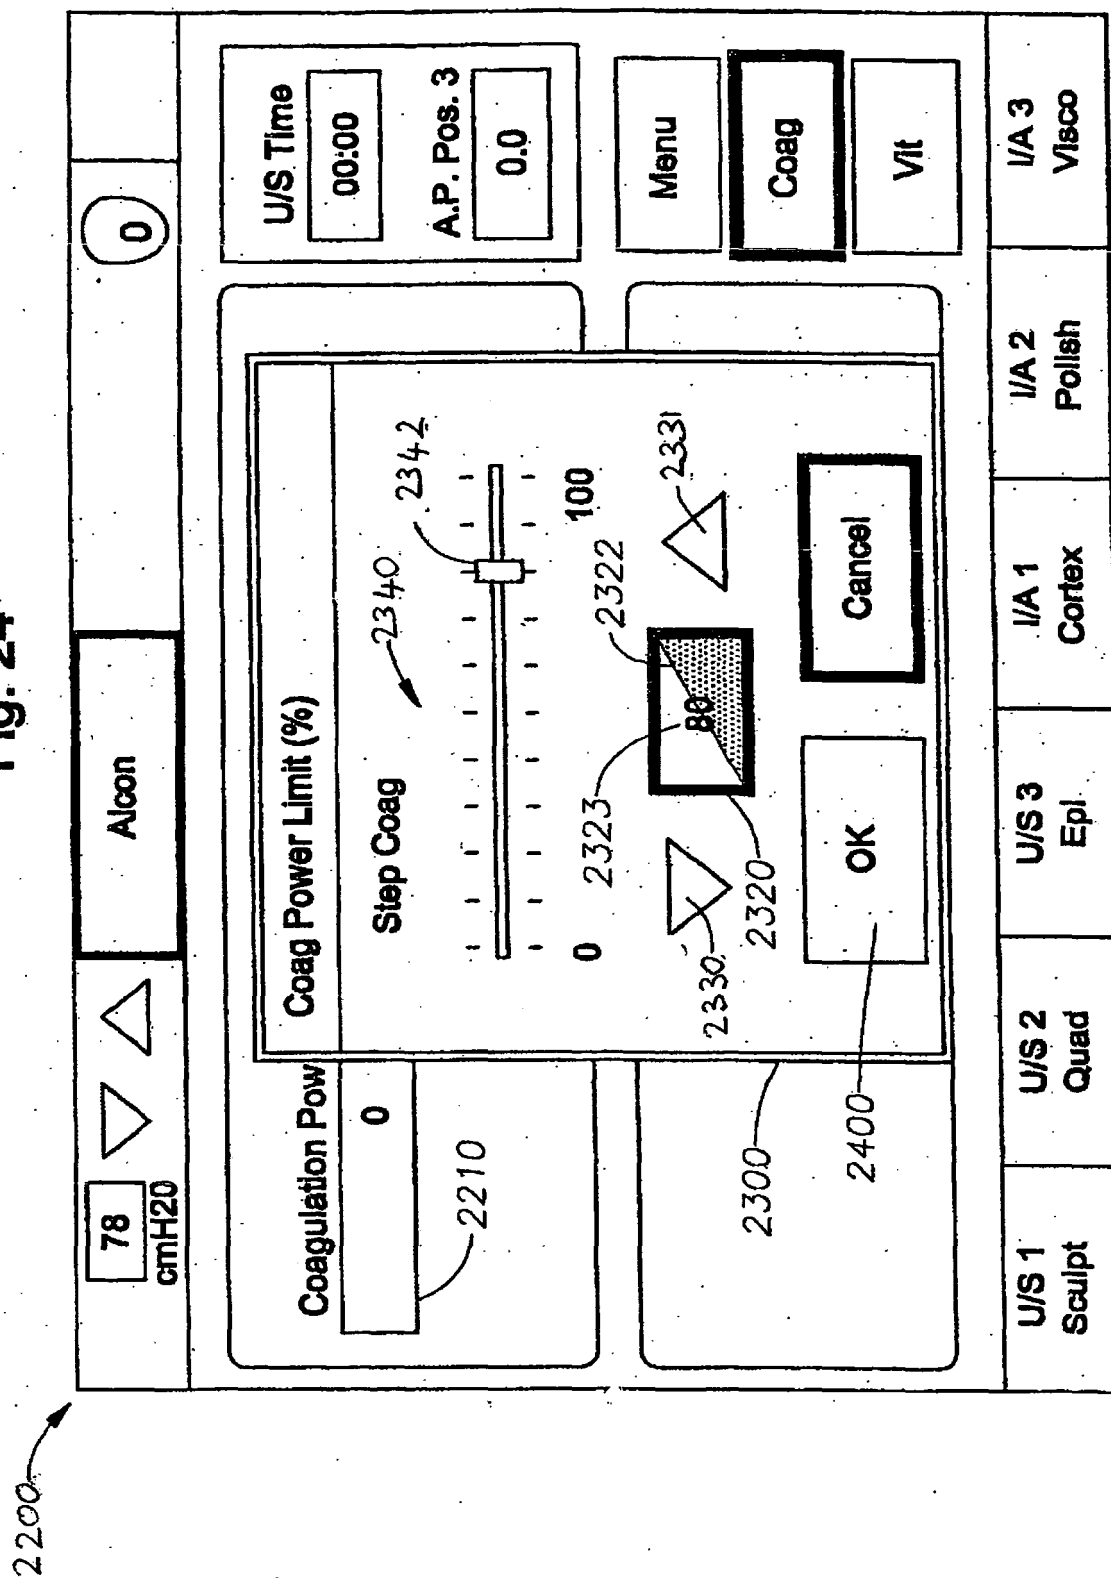 Fig. 24
2200
78
cmH20
Alcon
0
Coagulation Pow
0
2210
Coag Power Limit (%)
Step Coag
2340
2342
0
100
2323
2322
2331
80
2330
2320
OK
Cancel
2300
2400
U/S Time
00:00
A.P. Pos. 3
0.0
Menu
Coag
Vit
U/S 1
Sculpt
U/S 2
Quad
U/S 3
Epi
I/A 1
Cortex
I/A 2
Polish
I/A 3
Visco